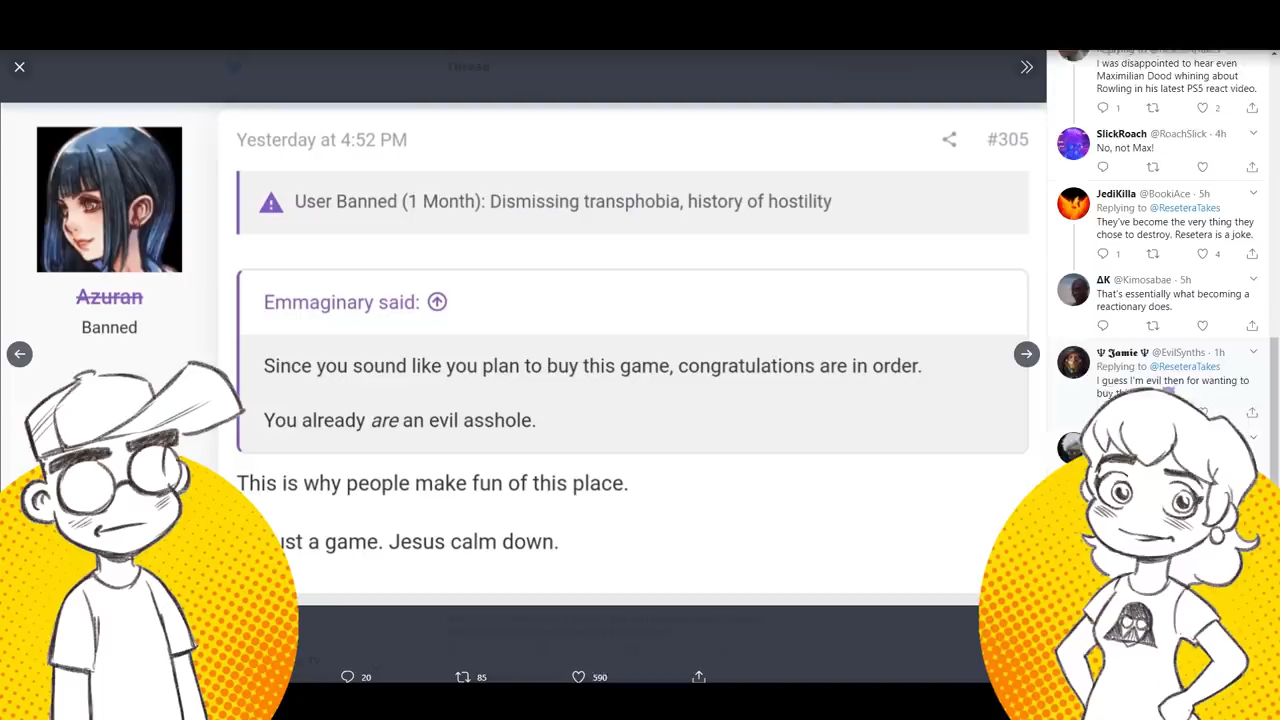 Thread
Yesterday at 4:52 PM
#305
User Banned (1 Month): Dismissing transphobia, history of hostility
Azuran
Banned
Emmaginary said:
Since you sound like you plan to buy this game, congratulations are in order.
You already are an evil asshole.
This is why people make fun of this place.
ust a game. Jesus calm down.
20
85
590
I was disappointed to hear even
Maximilian Dood whining about
Rowling in his latest PS5 react video.
1
2
SlickRoach @RoachSlick · 4h
No, not Max!
JediKilla @BookiAce · 5h
Replying to @ReseteraTakes
They've become the very thing they
chose to destroy. Resetera is a joke.
1
4
ΔK @Kimosabae · 5h
That's essentially what becoming a
reactionary does.
Ψ 𝕵𝖆𝖒𝖎𝖊 Ψ @EvilSynths · 1h
Replying to @ReseteraTakes
I guess I'm evil then for wanting to
buy